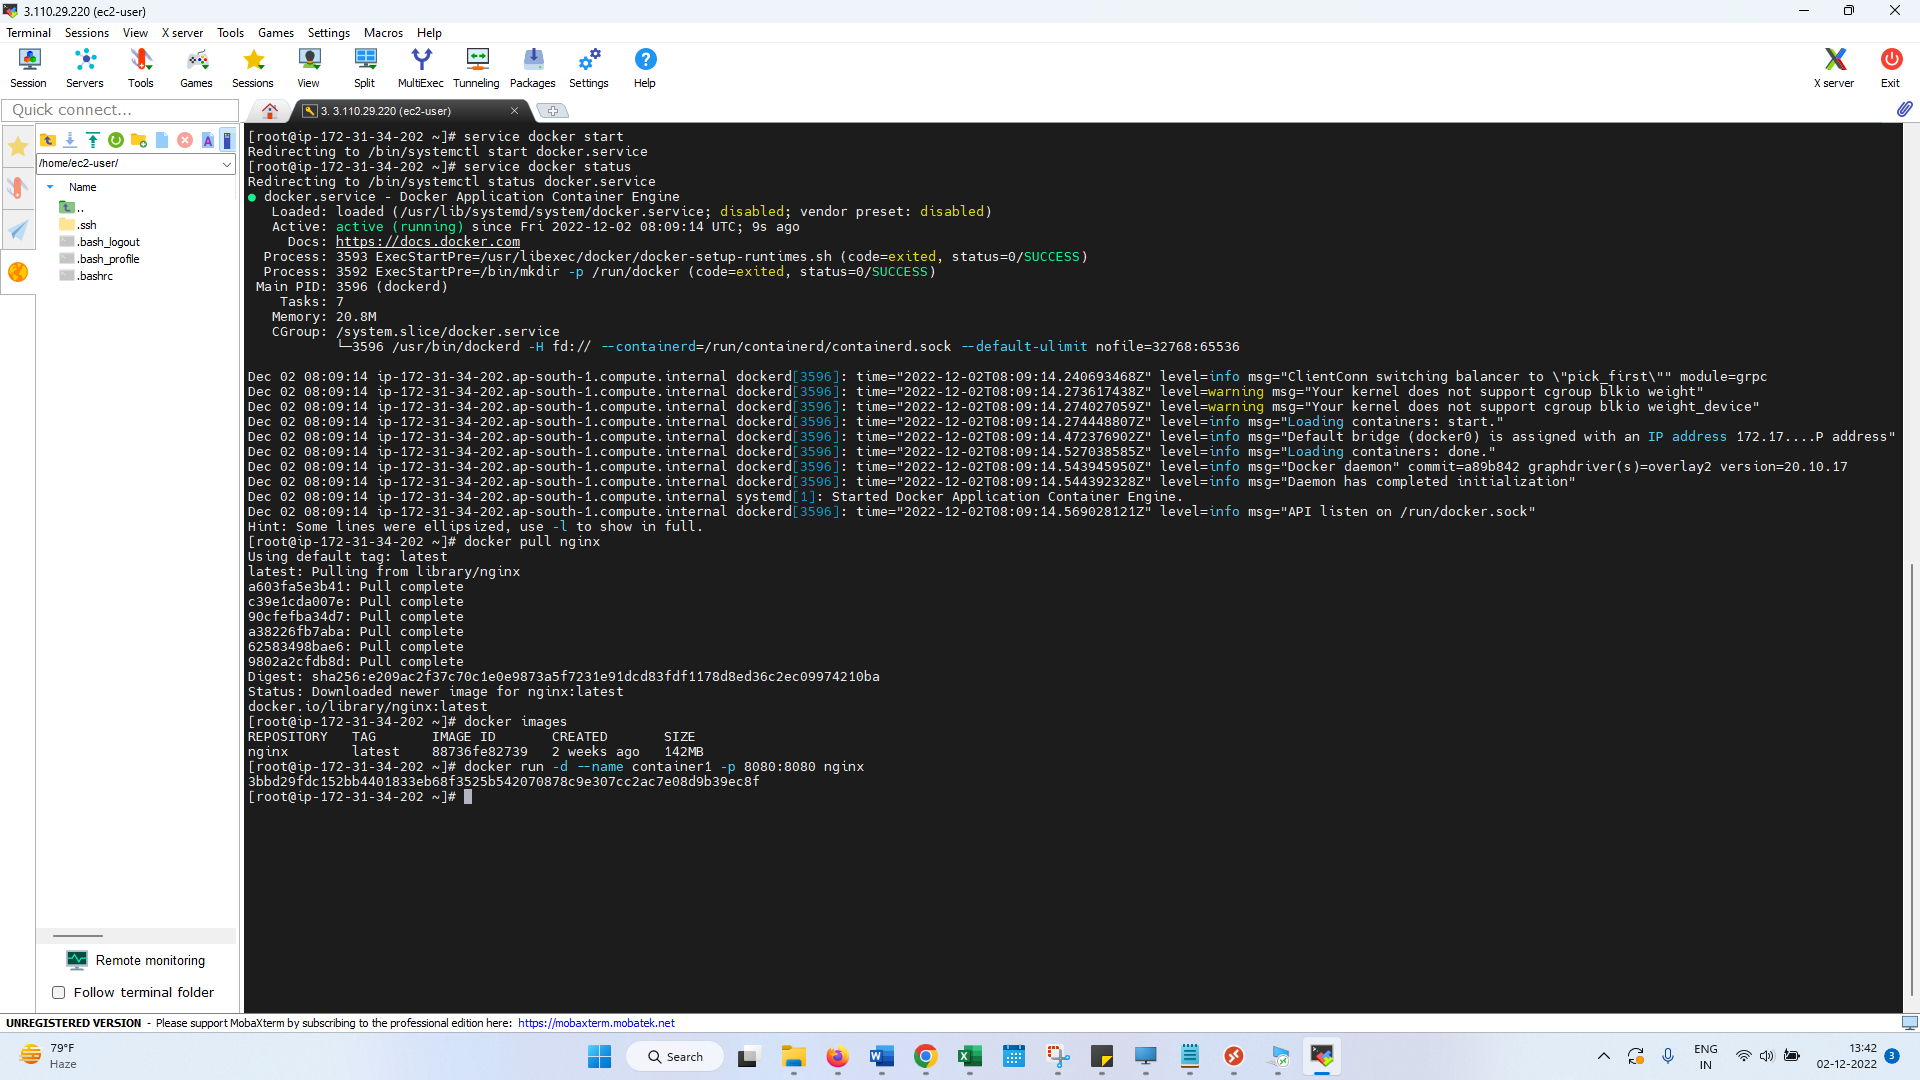 3.110.29.220 (ec2-user)
Terminal Sessions View X server Tools Games Settings Macros Help
Session Servers Tools Games Sessions View Split MultiExec Tunneling Packages Settings Help X server Exit
Quick connect...
3. 3.110.29.220 (ec2-user)
/home/ec2-user/
Name
..
.ssh
.bash_logout
.bash_profile
.bashrc
Remote monitoring
Follow terminal folder
[root@ip-172-31-34-202 ~]# service docker start
Redirecting to /bin/systemctl start docker.service
[root@ip-172-31-34-202 ~]# service docker status
Redirecting to /bin/systemctl status docker.service
● docker.service - Docker Application Container Engine
Loaded: loaded (/usr/lib/systemd/system/docker.service; disabled; vendor preset: disabled)
Active: active (running) since Fri 2022-12-02 08:09:14 UTC; 9s ago
Docs: https://docs.docker.com
Process: 3593 ExecStartPre=/usr/libexec/docker/docker-setup-runtimes.sh (code=exited, status=0/SUCCESS)
Process: 3592 ExecStartPre=/bin/mkdir -p /run/docker (code=exited, status=0/SUCCESS)
Main PID: 3596 (dockerd)
Tasks: 7
Memory: 20.8M
CGroup: /system.slice/docker.service
└─3596 /usr/bin/dockerd -H fd:// --containerd=/run/containerd/containerd.sock --default-ulimit nofile=32768:65536
Dec 02 08:09:14 ip-172-31-34-202.ap-south-1.compute.internal dockerd[3596]: time="2022-12-02T08:09:14.240693468Z" level=info msg="ClientConn switching balancer to \"pick_first\"" module=grpc
Dec 02 08:09:14 ip-172-31-34-202.ap-south-1.compute.internal dockerd[3596]: time="2022-12-02T08:09:14.273617438Z" level=warning msg="Your kernel does not support cgroup blkio weight"
Dec 02 08:09:14 ip-172-31-34-202.ap-south-1.compute.internal dockerd[3596]: time="2022-12-02T08:09:14.274027059Z" level=warning msg="Your kernel does not support cgroup blkio weight_device"
Dec 02 08:09:14 ip-172-31-34-202.ap-south-1.compute.internal dockerd[3596]: time="2022-12-02T08:09:14.274448807Z" level=info msg="Loading containers: start."
Dec 02 08:09:14 ip-172-31-34-202.ap-south-1.compute.internal dockerd[3596]: time="2022-12-02T08:09:14.472376902Z" level=info msg="Default bridge (docker0) is assigned with an IP address 172.17....P address"
Dec 02 08:09:14 ip-172-31-34-202.ap-south-1.compute.internal dockerd[3596]: time="2022-12-02T08:09:14.527038585Z" level=info msg="Loading containers: done."
Dec 02 08:09:14 ip-172-31-34-202.ap-south-1.compute.internal dockerd[3596]: time="2022-12-02T08:09:14.543945950Z" level=info msg="Docker daemon" commit=a89b842 graphdriver(s)=overlay2 version=20.10.17
Dec 02 08:09:14 ip-172-31-34-202.ap-south-1.compute.internal dockerd[3596]: time="2022-12-02T08:09:14.544392328Z" level=info msg="Daemon has completed initialization"
Dec 02 08:09:14 ip-172-31-34-202.ap-south-1.compute.internal systemd[1]: Started Docker Application Container Engine.
Dec 02 08:09:14 ip-172-31-34-202.ap-south-1.compute.internal dockerd[3596]: time="2022-12-02T08:09:14.569028121Z" level=info msg="API listen on /run/docker.sock"
Hint: Some lines were ellipsized, use -l to show in full.
[root@ip-172-31-34-202 ~]# docker pull nginx
Using default tag: latest
latest: Pulling from library/nginx
a603fa5e3b41: Pull complete
c39e1cda007e: Pull complete
90cfefba34d7: Pull complete
a38226fb7aba: Pull complete
62583498bae6: Pull complete
9802a2cfdb8d: Pull complete
Digest: sha256:e209ac2f37c70c1e0e9873a5f7231e91dcd83fdf1178d8ed36c2ec09974210ba
Status: Downloaded newer image for nginx:latest
docker.io/library/nginx:latest
[root@ip-172-31-34-202 ~]# docker images
REPOSITORY TAG IMAGE ID CREATED SIZE
nginx latest 88736fe82739 2 weeks ago 142MB
[root@ip-172-31-34-202 ~]# docker run -d --name container1 -p 8080:8080 nginx
3bbd29fdc152bb4401833eb68f3525b542070878c9e307cc2ac7e08d9b39ec8f
[root@ip-172-31-34-202 ~]#
UNREGISTERED VERSION - Please support MobaXterm by subscribing to the professional edition here: https://mobaxterm.mobatek.net
79°F
Haze
Search
ENG
IN
13:42
02-12-2022
3